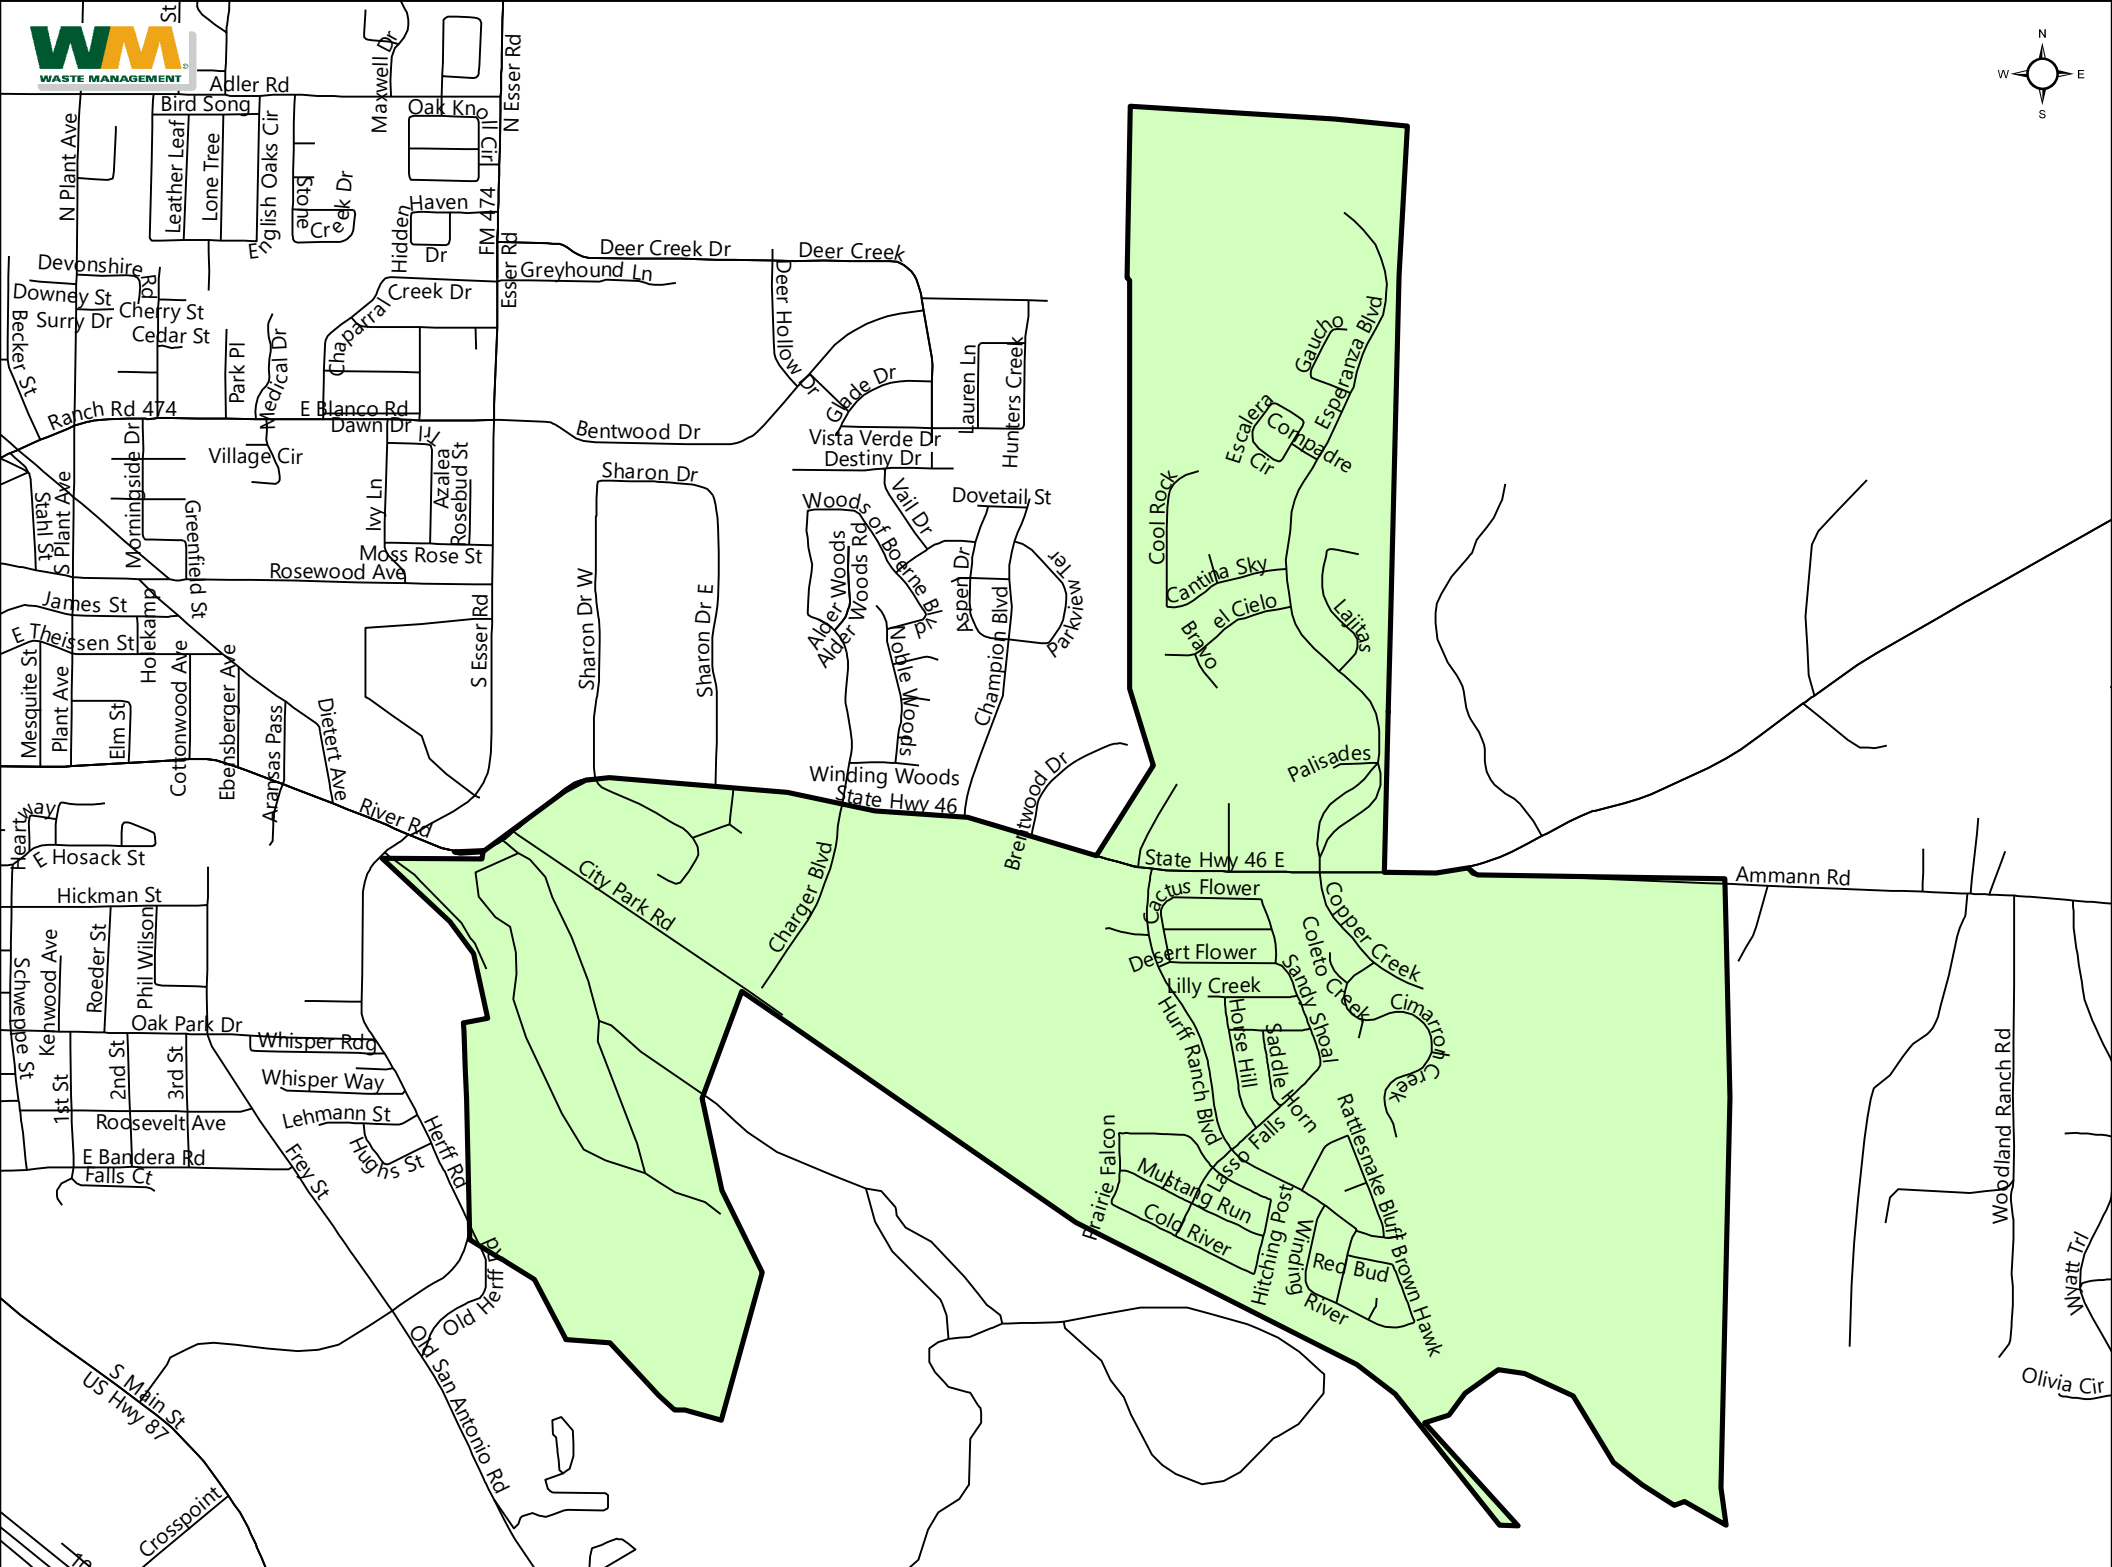 WM
WASTE MANAGEMENT
N
W
E
S
St
Adler Rd
Bird Song
Maxwell Dr
Oak Knoll Cir
N Esser Rd
N Plant Ave
Leather Leaf
Lone Tree
English Oaks Cir
Stone Creek Dr
Haven
Hidden
Dr
FM 474
Esser Rd
Deer Creek Dr
Deer Creek
Greyhound Ln
Devonshire
Rd
Downey St
Surry Dr
Cherry St
Cedar St
Becker St
Creek Dr
Chaparral
Park Pl
Medical Dr
Deer Hollow Dr
Glade Dr
Lauren Ln
Hunters Creek
Ranch Rd 474
E Blanco Rd
Dawn Dr
Trl
Bentwood Dr
Vista Verde Dr
Destiny Dr
Village Cir
Morningside Dr
Greenfield St
Stahl St
S Plant Ave
Ivy Ln
Azalea
Rosebud St
Moss Rose St
Rosewood Ave
Sharon Dr
Sharon Dr W
Sharon Dr E
S Esser Rd
Woods of Boerne Blvd
Vail Dr
Dovetail St
Alder Woods
Alder Woods Rd
Noble Woods
Aspen Dr
Champion Blvd
Parkview Ter
Winding Woods
State Hwy 46
Brentwood Dr
Gaucho
Esperanza Blvd
Escalera
Cir
Compadre
Cool Rock
Cantina Sky
el Cielo
Bravo
Lajitas
Palisades
James St
E Theissen St
Holekamp
Mesquite St
Plant Ave
Elm St
Cottonwood Ave
Ebensberger Ave
Aransas Pass
Dietert Ave
River Rd
Heartway
E Hosack St
Hickman St
City Park Rd
Charger Blvd
State Hwy 46 E
Ammann Rd
Cactus Flower
Desert Flower
Lilly Creek
Copper Creek
Coleto Creek
Cimarron Creek
Sandy Shoal
Horse Hill
Saddle Horn
Hurff Ranch Blvd
Lasso Falls
Rattlesnake Bluff
Prairie Falcon
Mustang Run
Cold River
Hitching Post
Winding
River
Red Bud
Brown Hawk
Schweppe St
Kenwood Ave
Roeder St
Phil Wilson
Oak Park Dr
Whisper Rdg
Whisper Way
Lehmann St
Hughs St
Herff Rd
1st St
2nd St
3rd St
Roosevelt Ave
E Bandera Rd
Falls Ct
Frey St
Old Herff Rd
Old San Antonio Rd
S Main St
US Hwy 87
Crosspoint
Woodland Ranch Rd
Wyatt Trl
Olivia Cir